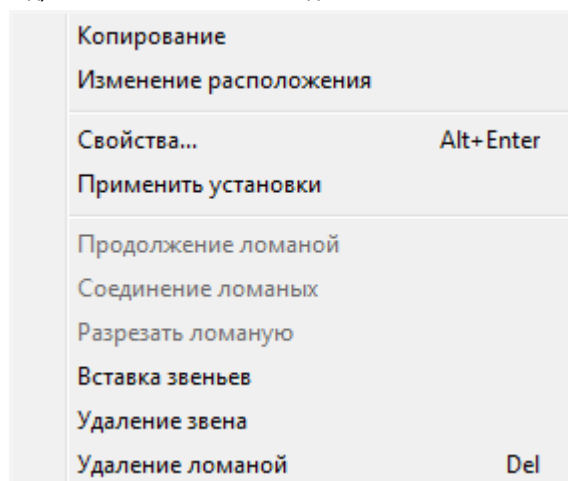 Копирование
Изменение расположения
Свойства... Alt+Enter
Применить установки
Продолжение ломаной
Соединение ломаных
Разрезать ломаную
Вставка звеньев
Удаление звена
Удаление ломаной Del